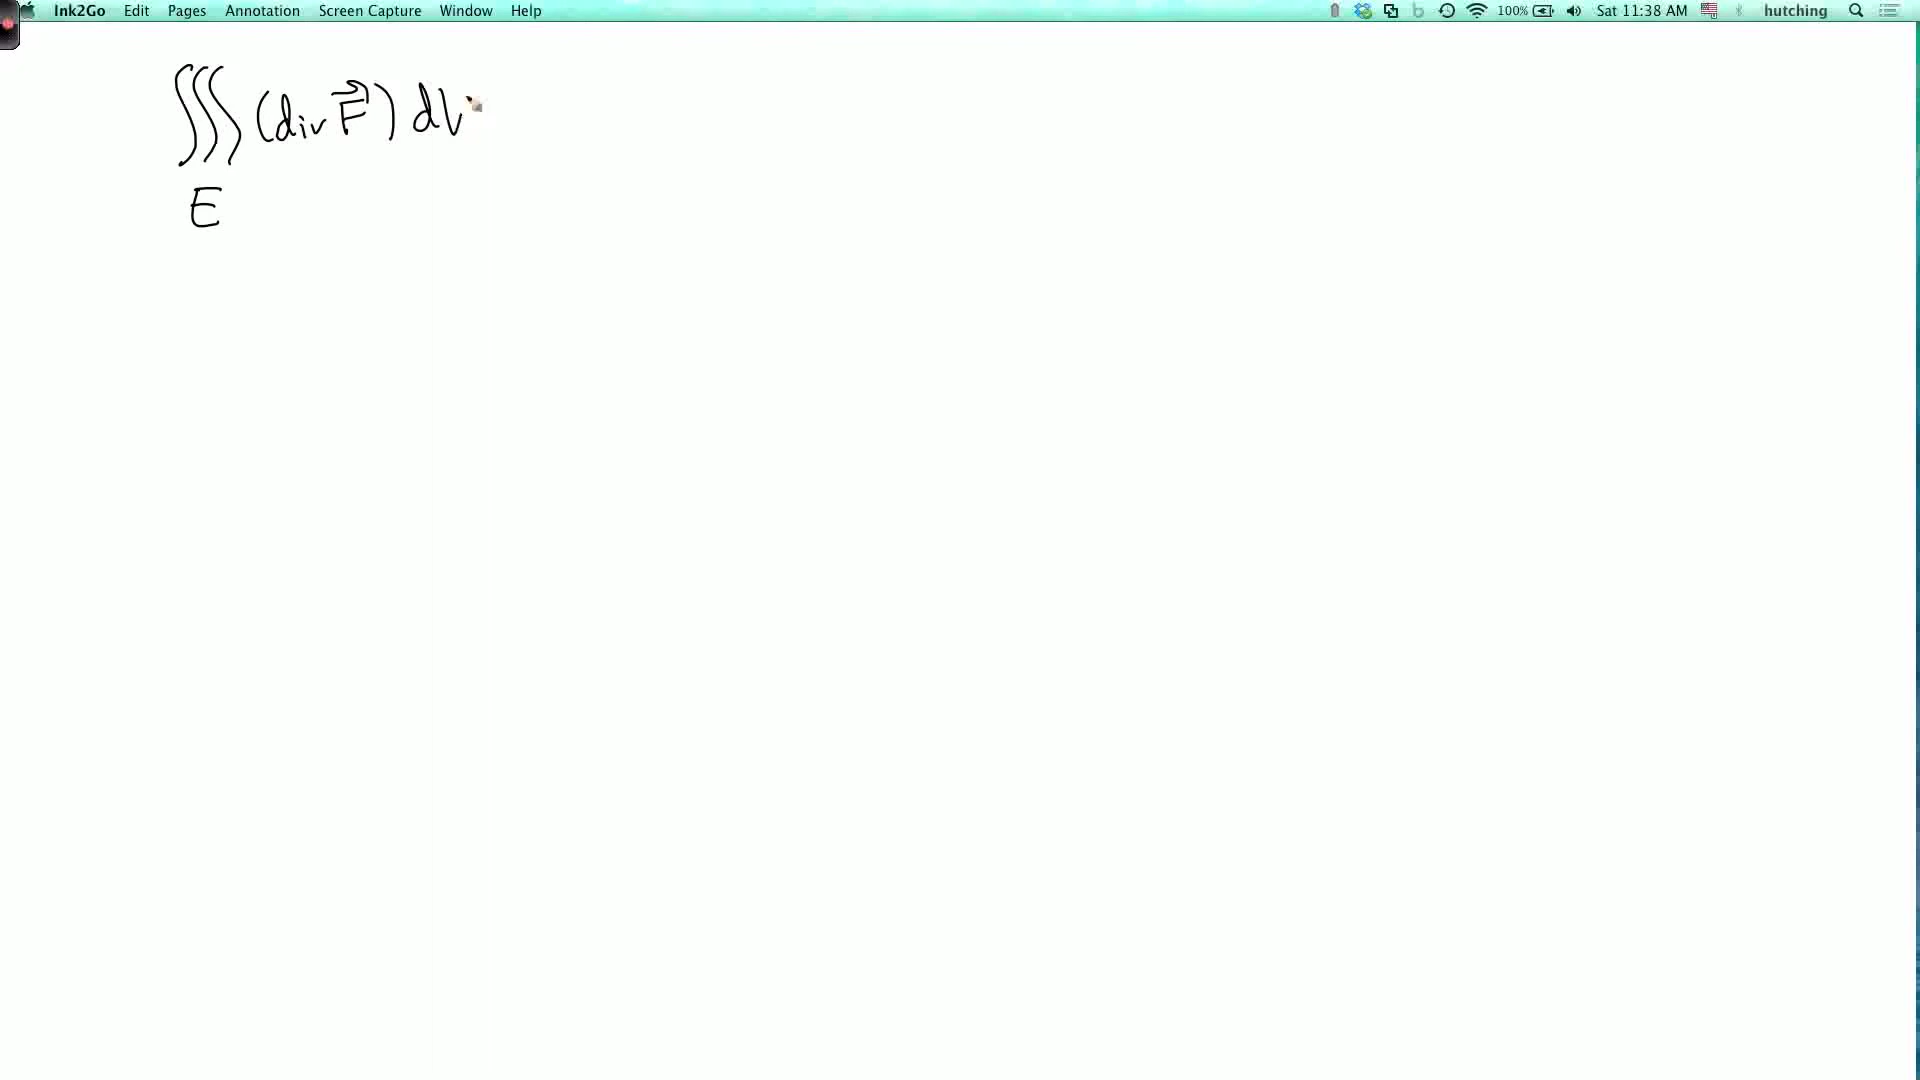 Ink2Go Edit Pages Annotation Screen Capture Window Help 100% Sat 11:38 AM hutching
∭ (div F⃗) dV
E